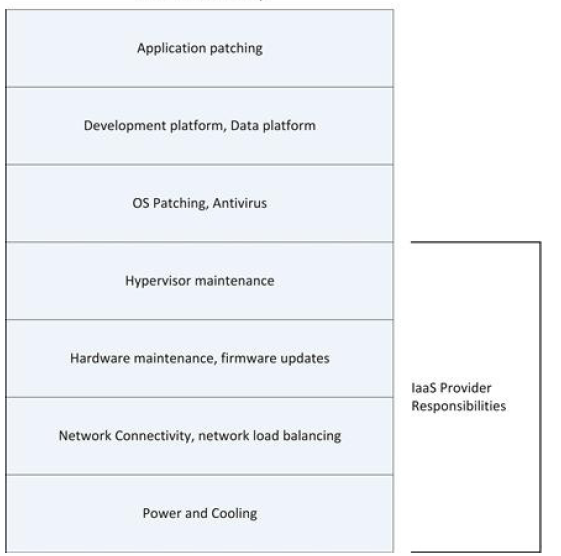 Application patching
Development platform, Data platform
OS Patching, Antivirus
Hypervisor maintenance
Hardware maintenance, firmware updates
IaaS Provider
Responsibilities
Network Connectivity, network load balancing
Power and Cooling